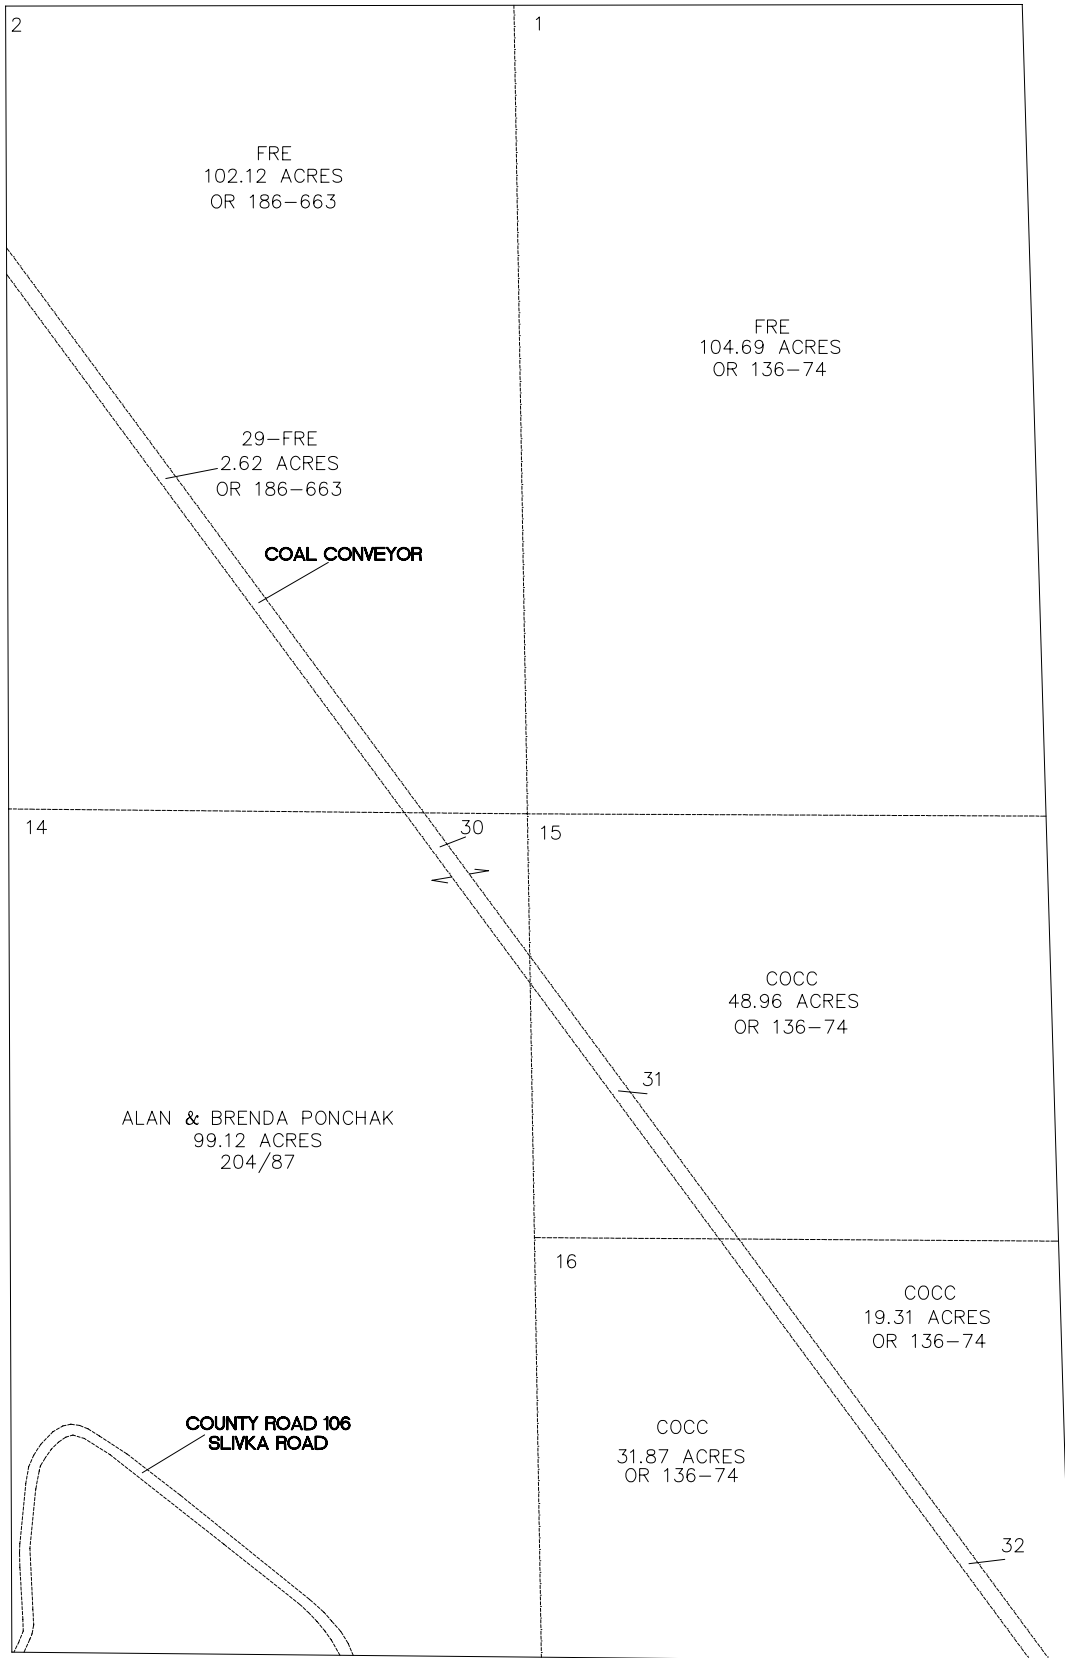 2
1
FRE
102.12 ACRES
OR 186-663
FRE
104.69 ACRES
OR 136-74
29-FRE
2.62 ACRES
OR 186-663
COAL CONVEYOR
14
30
15
COCC
48.96 ACRES
OR 136-74
31
ALAN & BRENDA PONCHAK
99.12 ACRES
204/87
16
COCC
19.31 ACRES
OR 136-74
COUNTY ROAD 106
SLIVKA ROAD
COCC
31.87 ACRES
OR 136-74
32